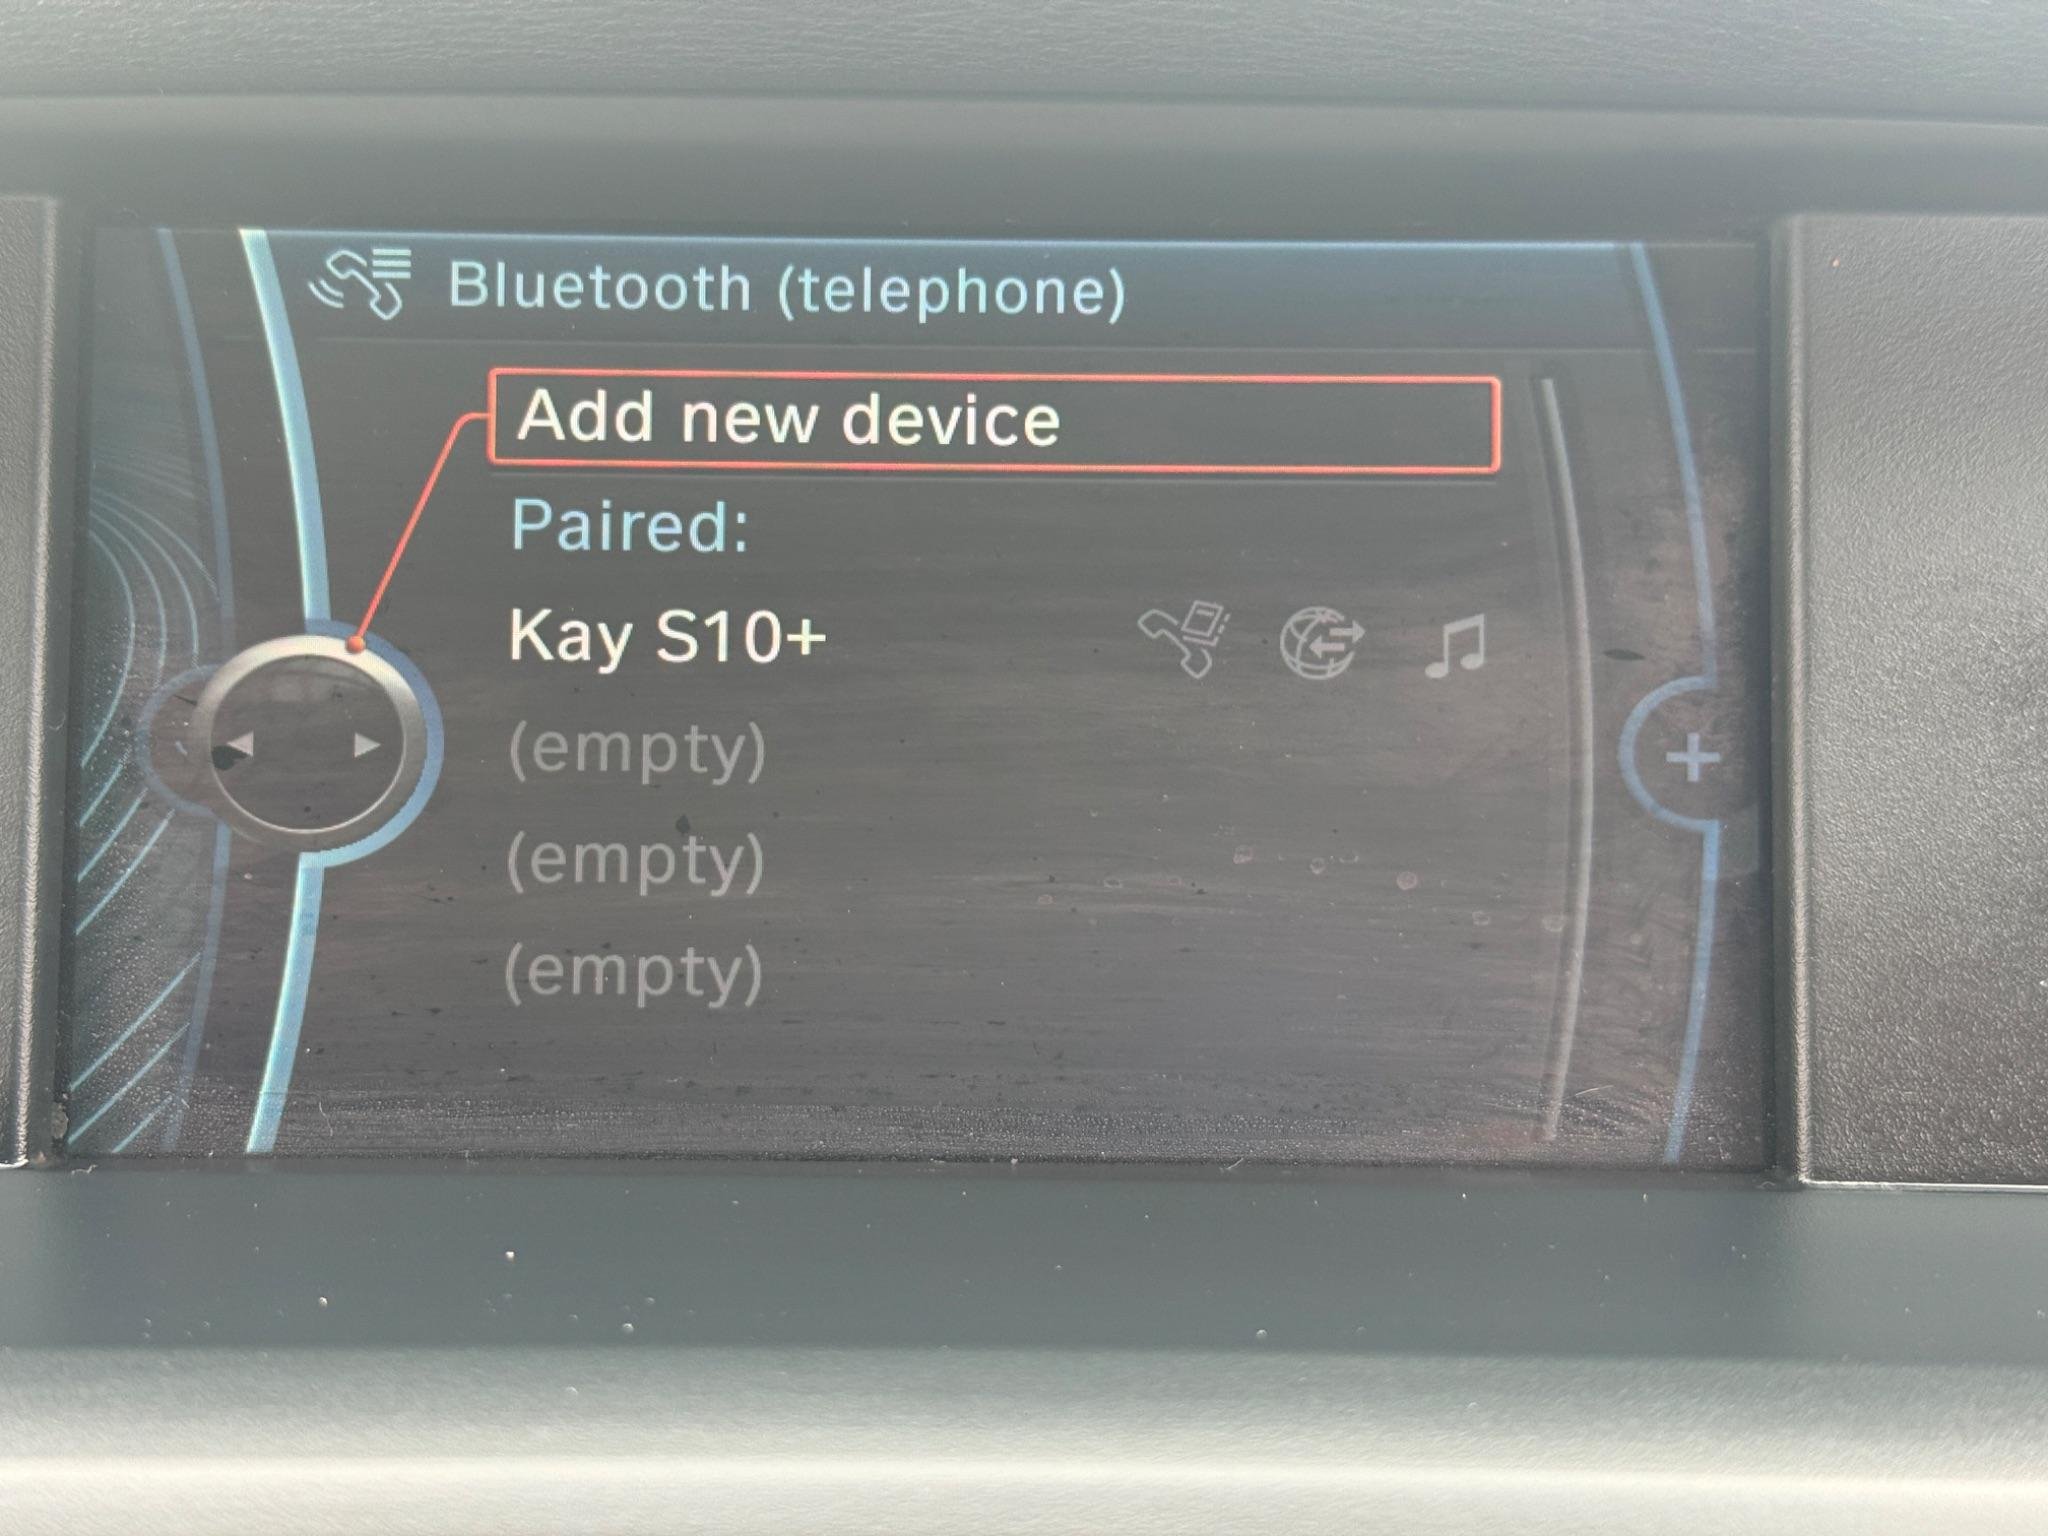 Bluetooth (telephone)
Add new device
Paired:
Kay S10+
(empty)
(empty)
(empty)